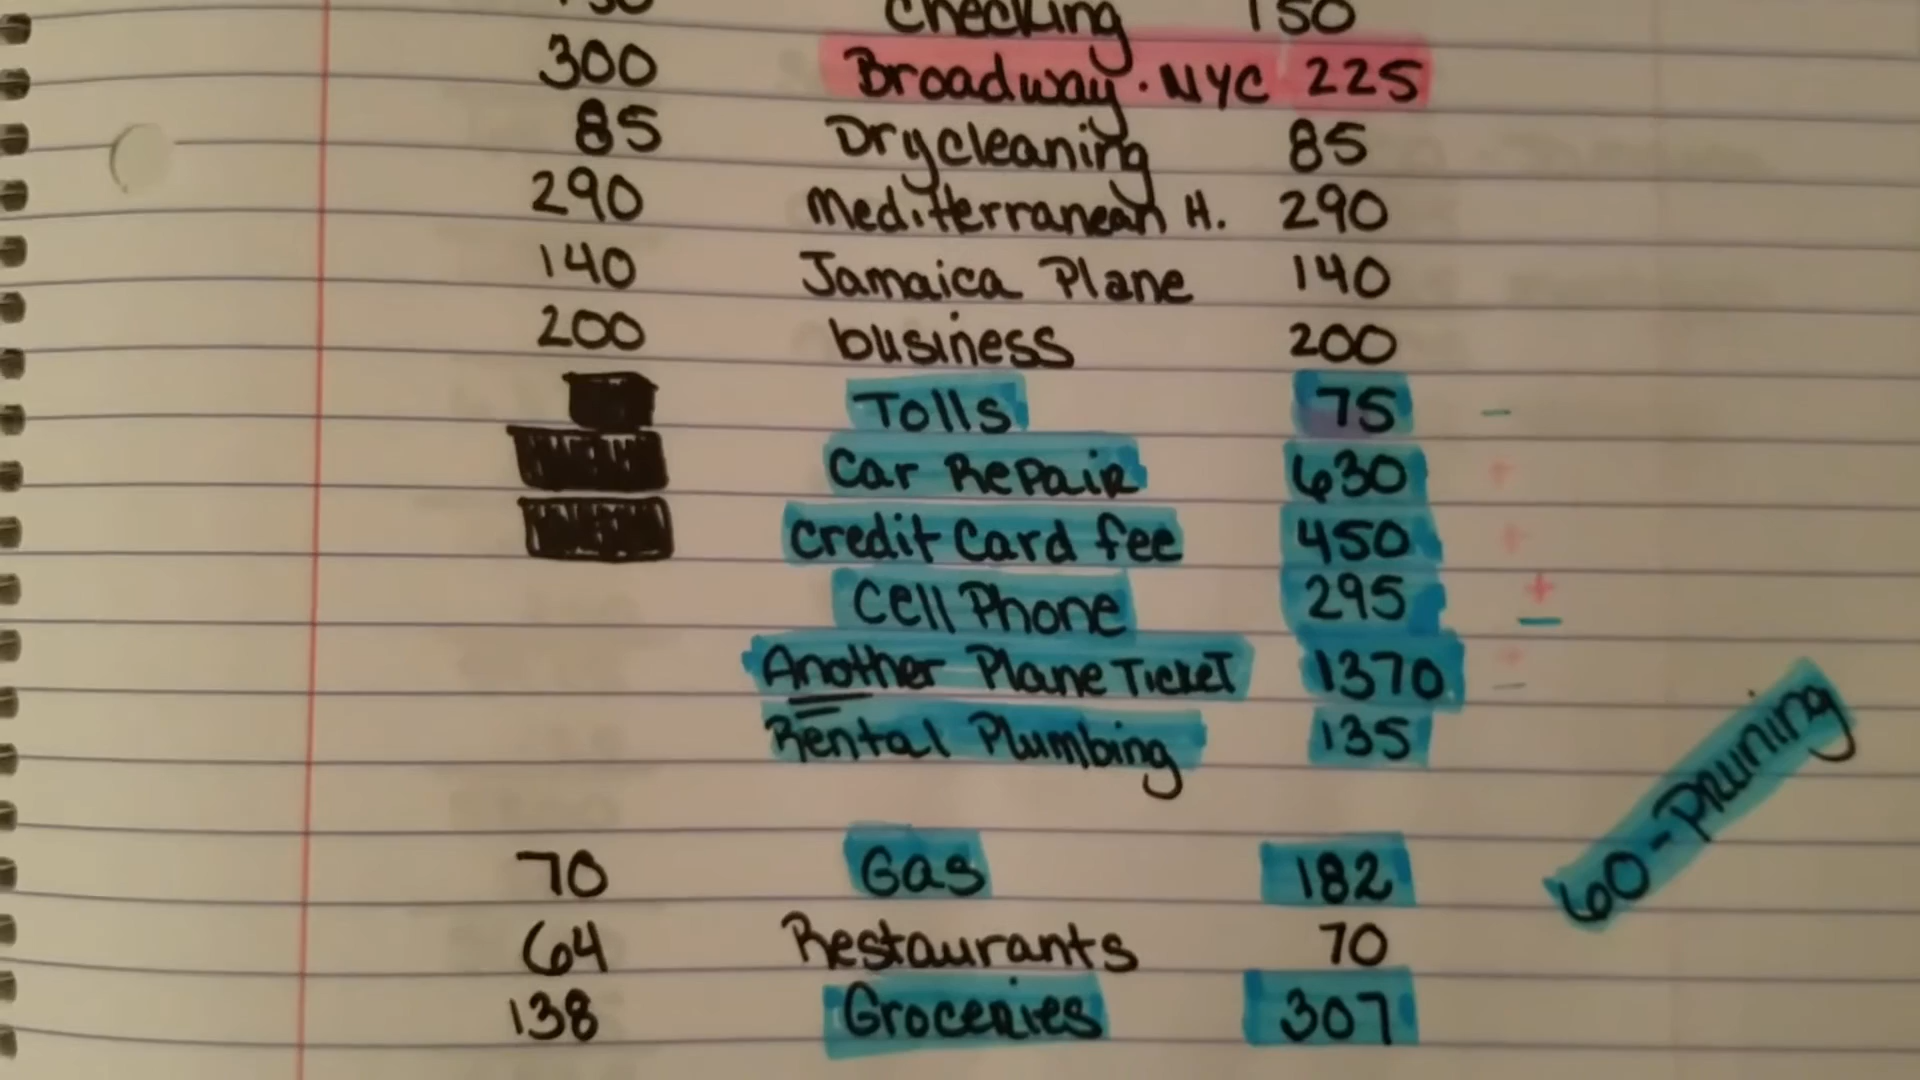 Checking 150
300 Broadway · NYC 225
85 Drycleaning 85
290 Mediterranean H. 290
140 Jamaica Plane 140
200 business 200
Tolls 75 -
Car Repair 630 +
Credit Card fee 450 +
Cell Phone 295 + -
Another Plane Ticket 1370 + -
Rental Plumbing 135
60 - Pruning
70 Gas 182
64 Restaurants 70
138 Groceries 307